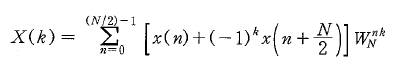 X(k) = \sum_{n=0}^{(N/2)-1} \left[ x(n) + (-1)^k x\left( n + \frac{N}{2} \right) \right] W_N^{nk}